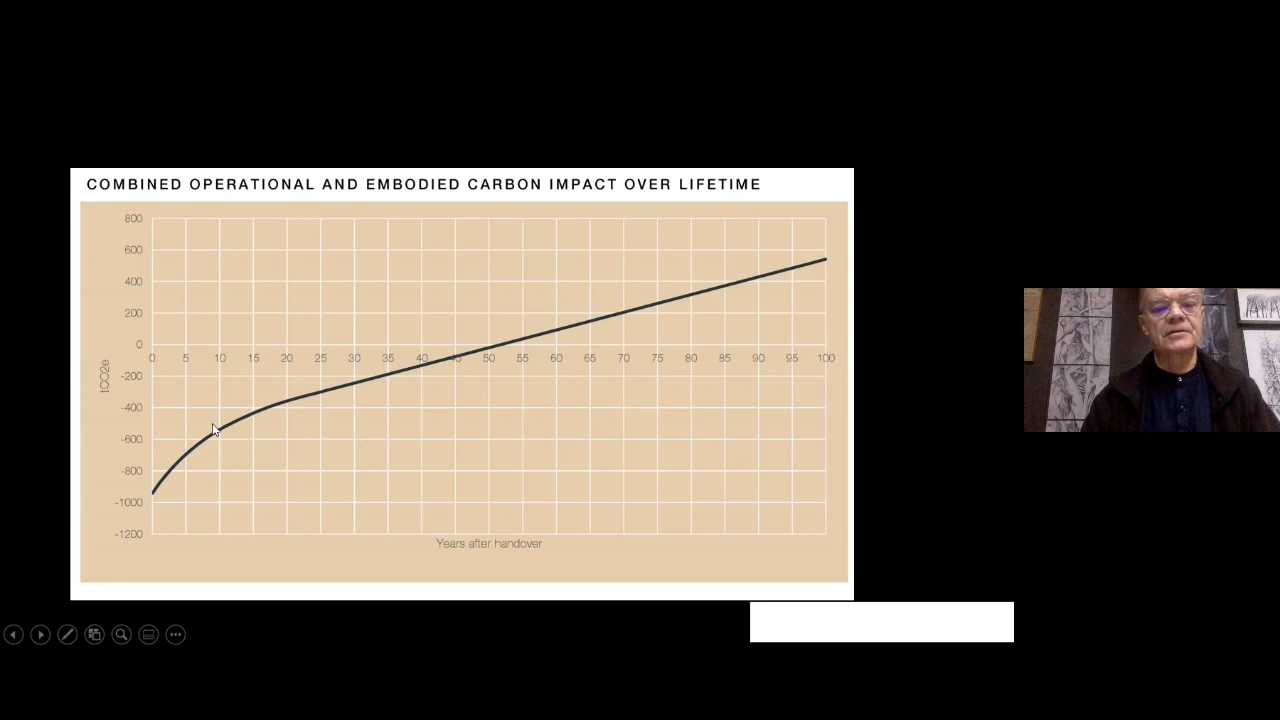 COMBINED OPERATIONAL AND EMBODIED CARBON IMPACT OVER LIFETIME
800
600
400
200
0
0 5 10 15 20 25 30 35 40 45 50 55 60 65 70 75 80 85 90 95 100
-200
-400
-600
-800
-1000
-1200
tCO2e
Years after handover